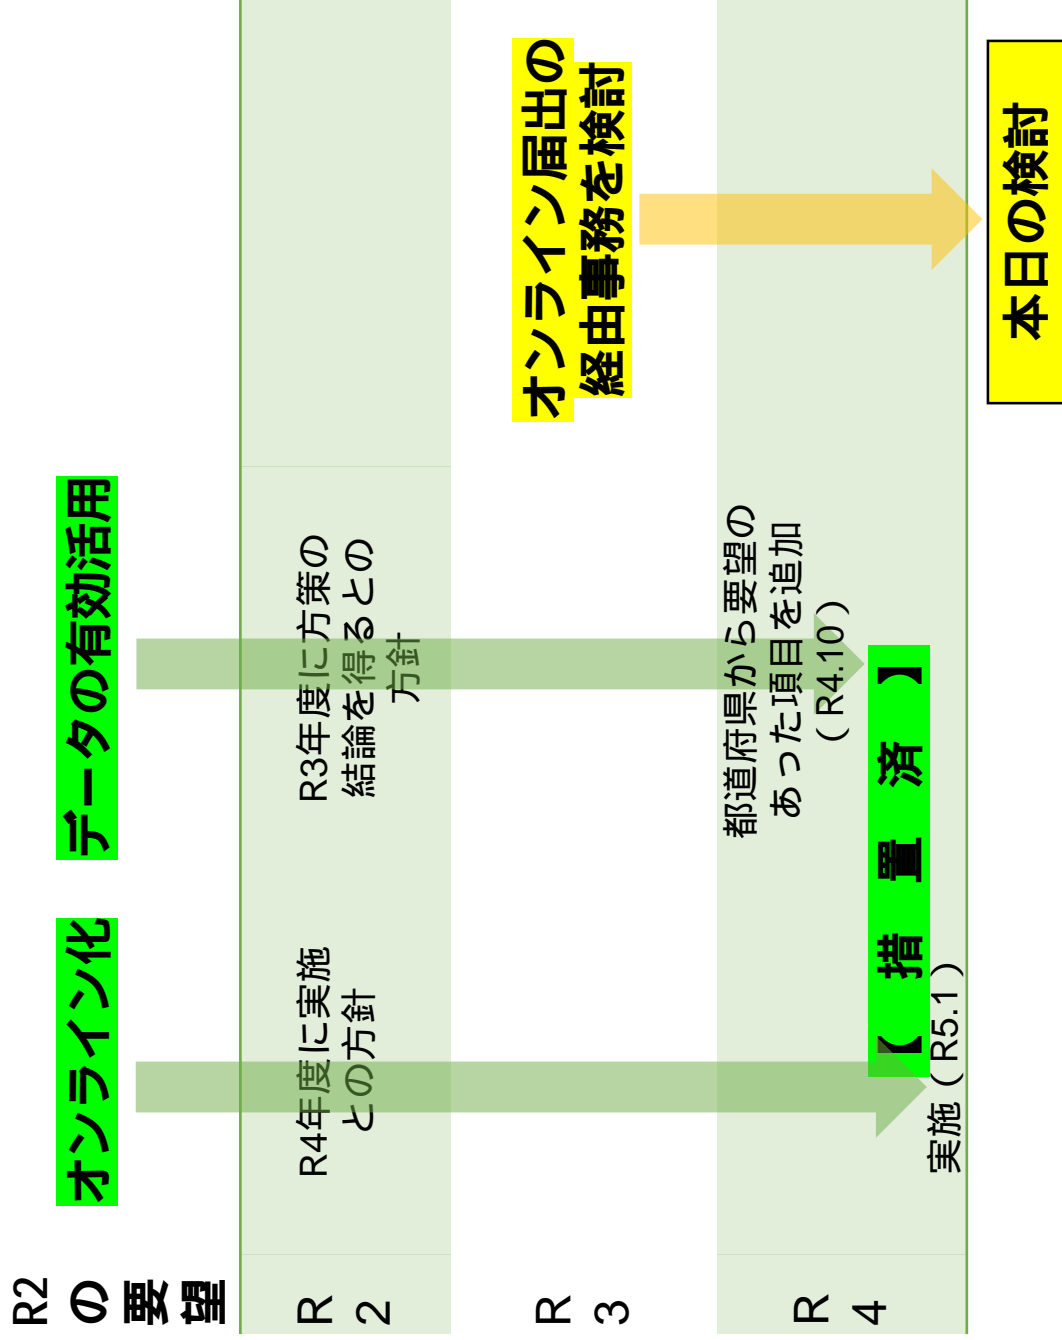 R2
の
要
望
オンライン化
データの有効活用
R
2
R4年度に実施
との方針
R3年度に方策の
結論を得るとの
方針
R
3
オンライン届出の
経由事務を検討
R
4
都道府県から要望の
あった項目を追加
（R4.10）
【 措 置 済 】
実施（R5.1）
本日の検討